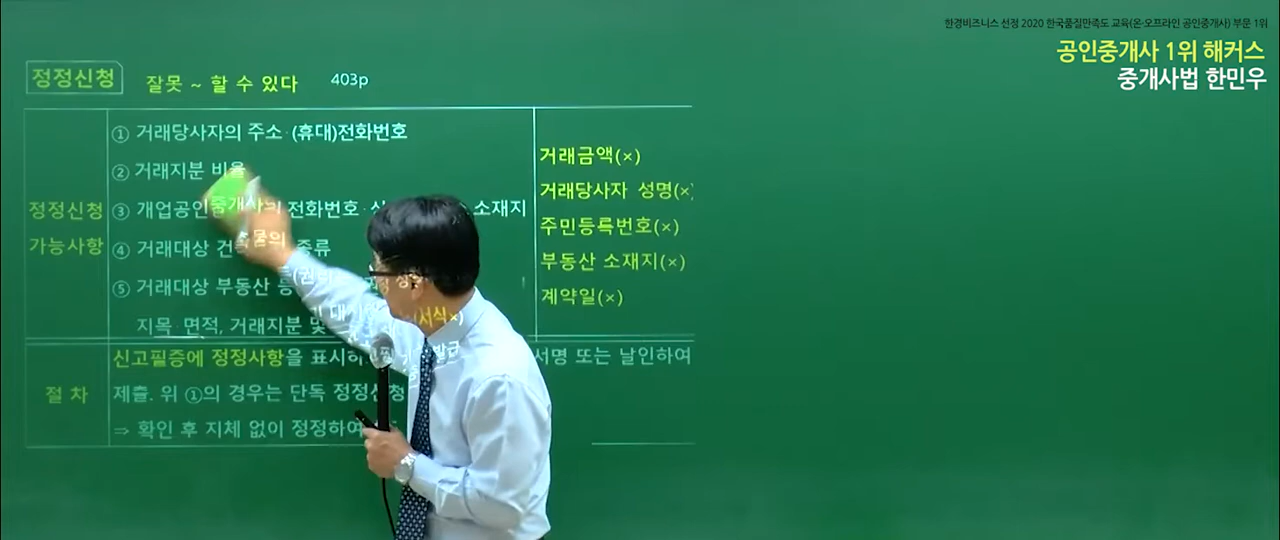 한경비즈니스 선정 2020 한국품질만족도 교육(온·오프라인 공인중개사) 부문 1위
공인중개사 1위 해커스
중개사법 한민우
정정신청 잘못 ~ 할 수 있다 403p
정정신청
가능사항
① 거래당사자의 주소·(휴대)전화번호
② 거래지분 비율
③ 개업공인중개사의 전화번호· 소재지
④ 거래대상 건축물의 종류
⑤ 거래대상 부동산 등
지목·면적, 거래지분 및 (서식×)
거래금액(×)
거래당사자 성명(×)
주민등록번호(×)
부동산 소재지(×)
계약일(×)
절 차
신고필증에 정정사항을 표시하 서명 또는 날인하여
제출. 위 ①의 경우는 단독 정정신청
⇒ 확인 후 지체 없이 정정하여